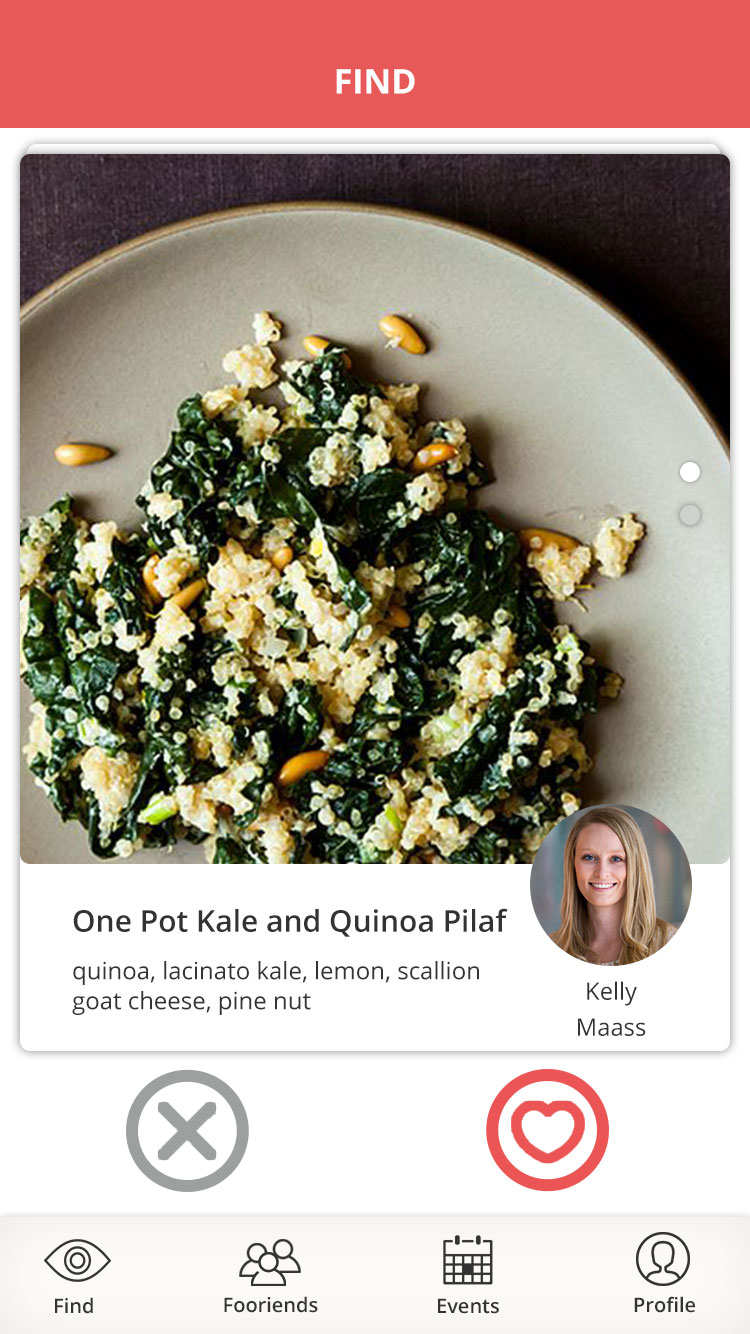 FIND
One Pot Kale and Quinoa Pilaf
quinoa, lacinato kale, lemon, scallion
goat cheese, pine nut
Kelly
Maass
Find
Fooriends
Events
Profile